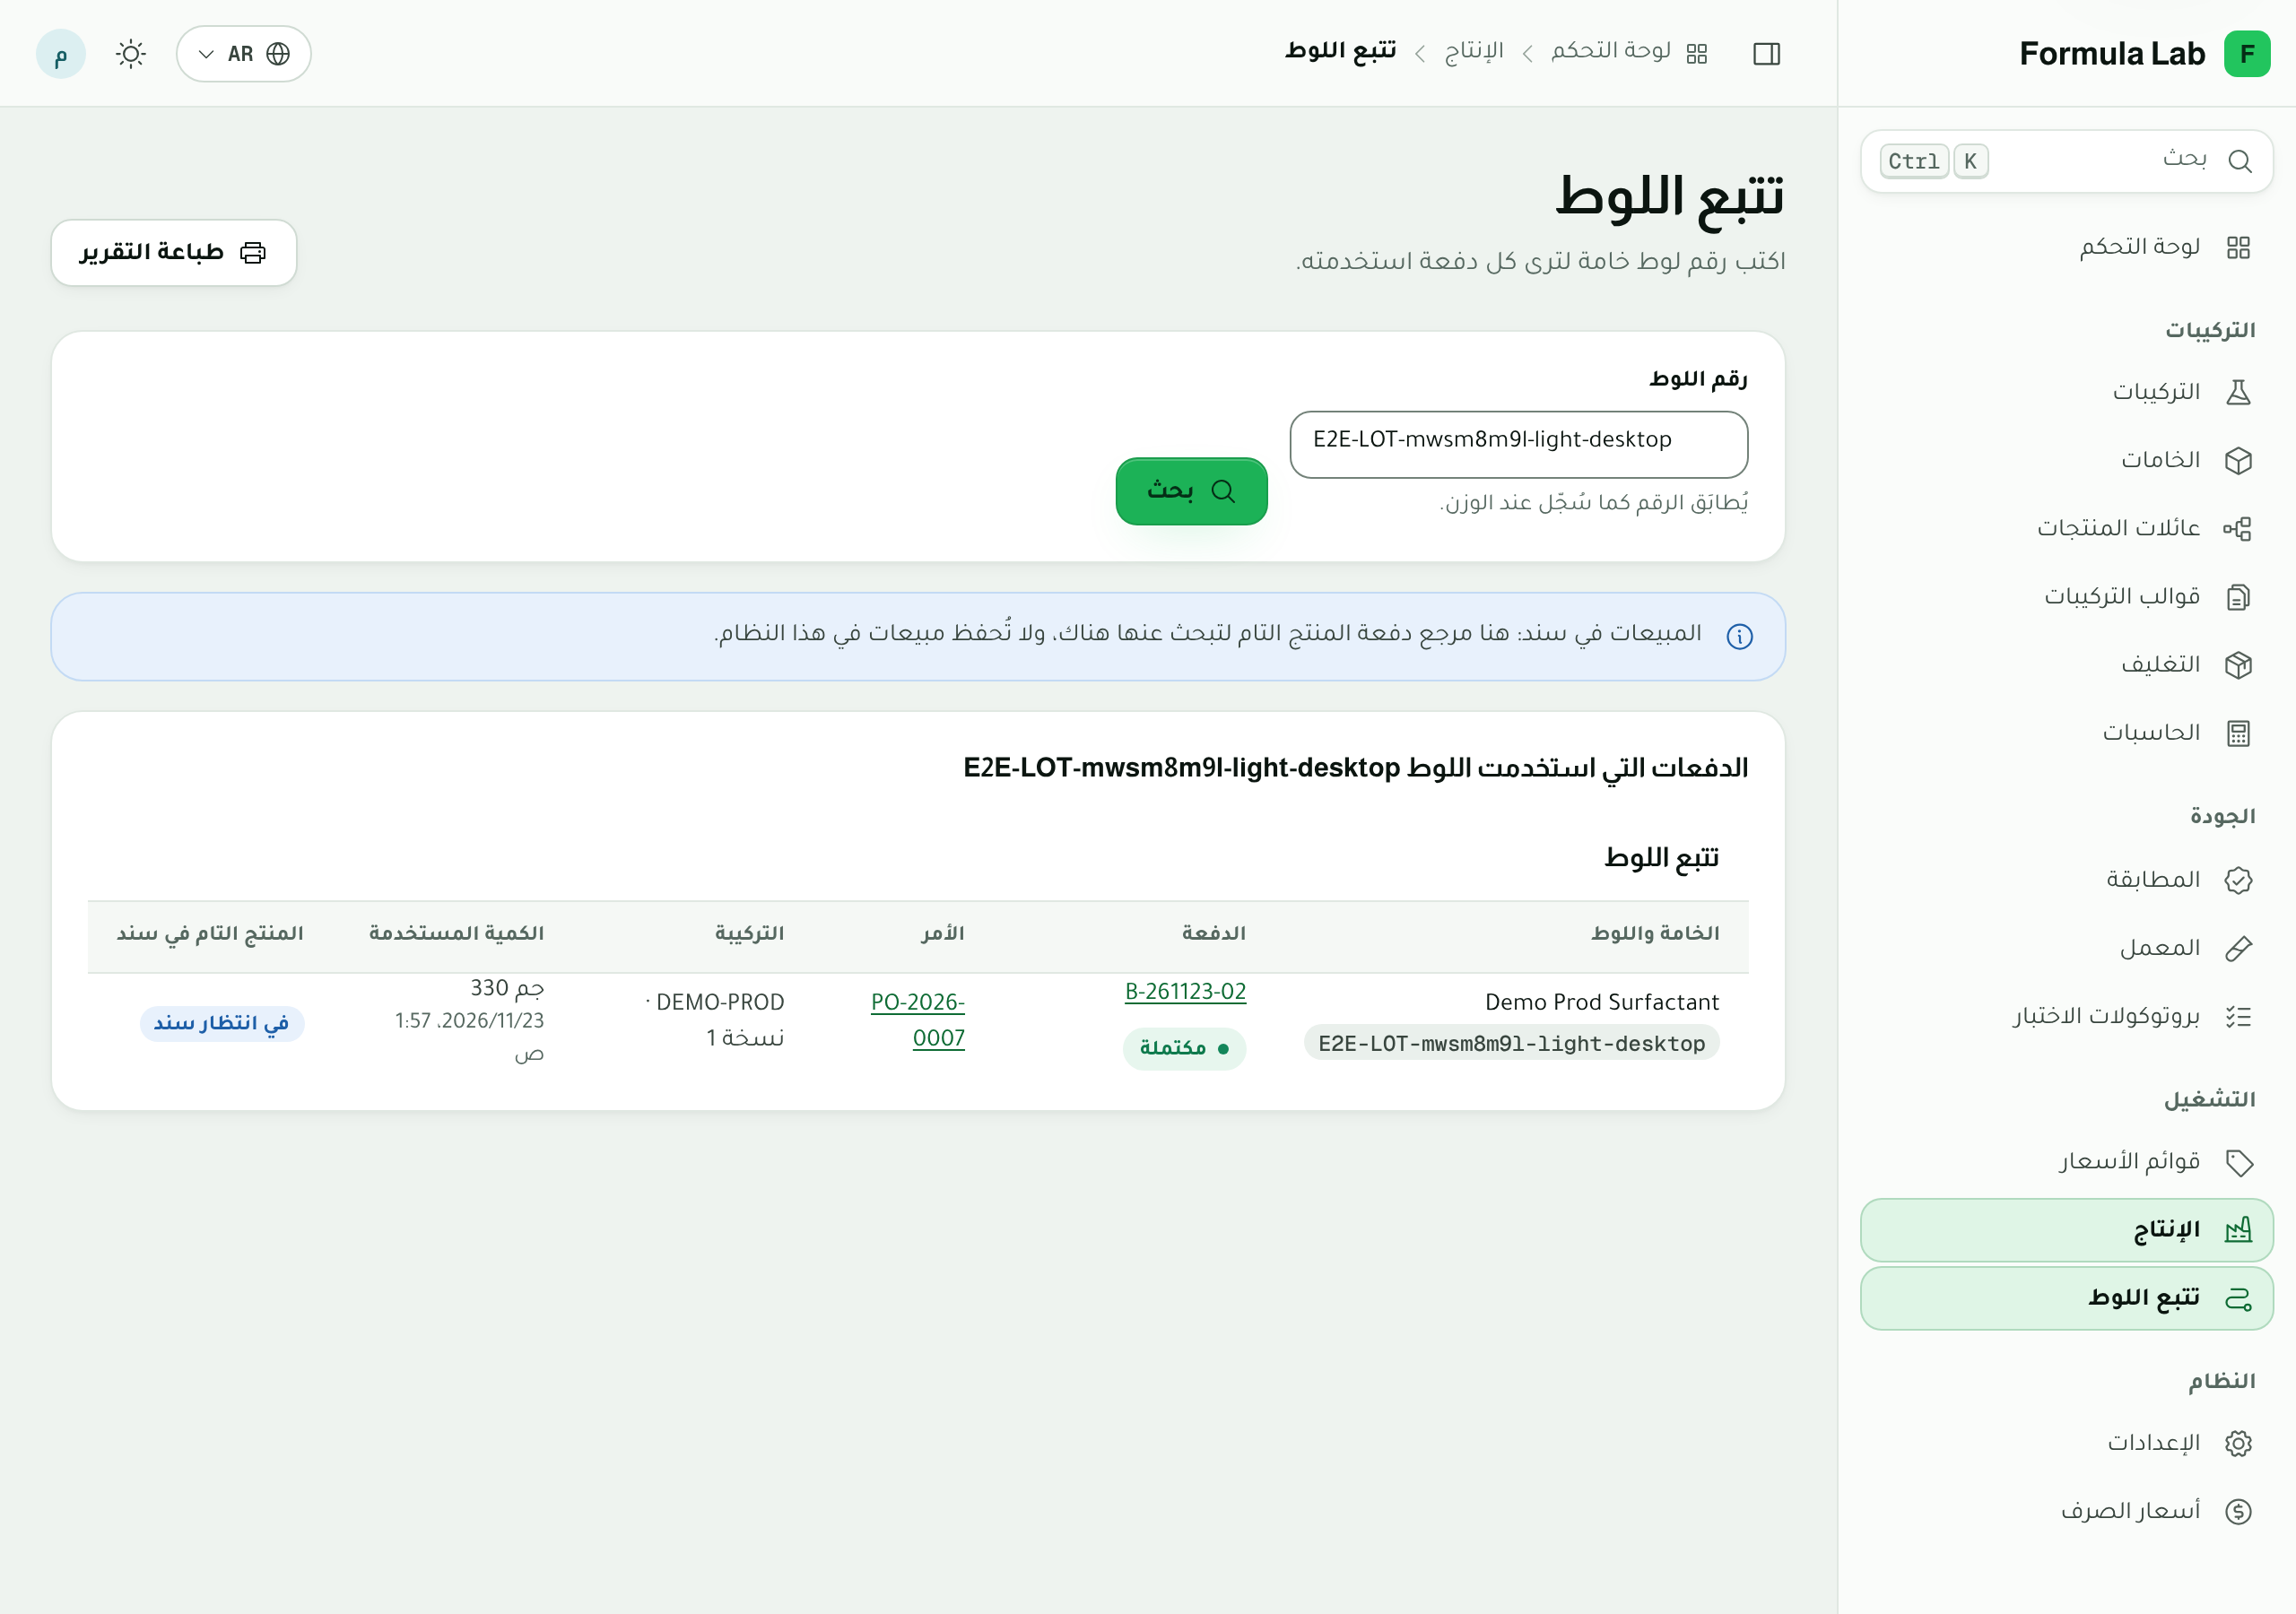 F
Formula Lab
بحث
Ctrl K
لوحة التحكم
التركيبات
التركيبات
الخامات
عائلات المنتجات
قوالب التركيبات
التغليف
الحاسبات
الجودة
المطابقة
المعمل
بروتوكولات الاختبار
التشغيل
قوائم الأسعار
الإنتاج
تتبع اللوط
النظام
الإعدادات
أسعار الصرف
لوحة التحكم
الإنتاج
تتبع اللوط
AR
م
تتبع اللوط
اكتب رقم لوط خامة لترى كل دفعة استخدمته.
طباعة التقرير
رقم اللوط
E2E-LOT-mwsm8m9l-light-desktop
بحث
يُطابَق الرقم كما سُجّل عند الوزن.
المبيعات في سند: هنا مرجع دفعة المنتج التام لتبحث عنها هناك، ولا تُحفظ مبيعات في هذا النظام.
الدفعات التي استخدمت اللوط E2E-LOT-mwsm8m9l-light-desktop
تتبع اللوط
الخامة واللوط
الدفعة
الأمر
التركيبة
الكمية المستخدمة
المنتج التام في سند
Demo Prod Surfactant
E2E-LOT-mwsm8m9l-light-desktop
B-261123-02
مكتملة
PO-2026-
0007
DEMO-PROD ·
نسخة 1
330 جم
2026/11/23، 1:57
ص
في انتظار سند